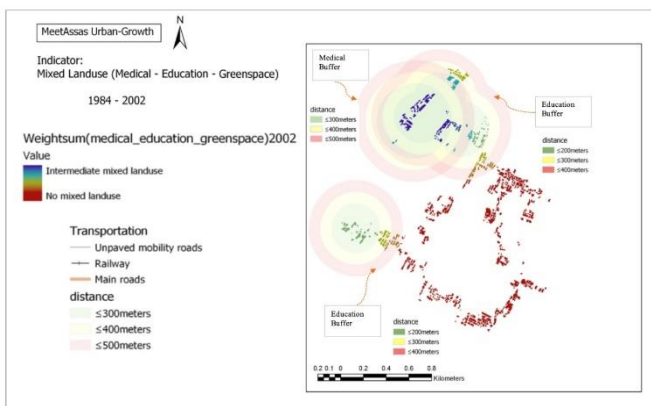 MeetAssas Urban-Growth
N
Indicator:
Mixed Landuse (Medical - Education - Greenspace)
1984 - 2002
Weightsum(medical_education_greenspace)2002
Value
Intermediate mixed landuse
No mixed landuse
Transportation
Unpaved mobility roads
Railway
Main roads
distance
≤300meters
≤400meters
≤500meters
Medical
Buffer
distance
≤300meters
≤400meters
≤500meters
Education
Buffer
distance
≤200meters
≤300meters
≤400meters
Education
Buffer
distance
≤200meters
≤300meters
≤400meters
0.2 0.1 0 0.2 0.4 0.6 0.8
Kilometers